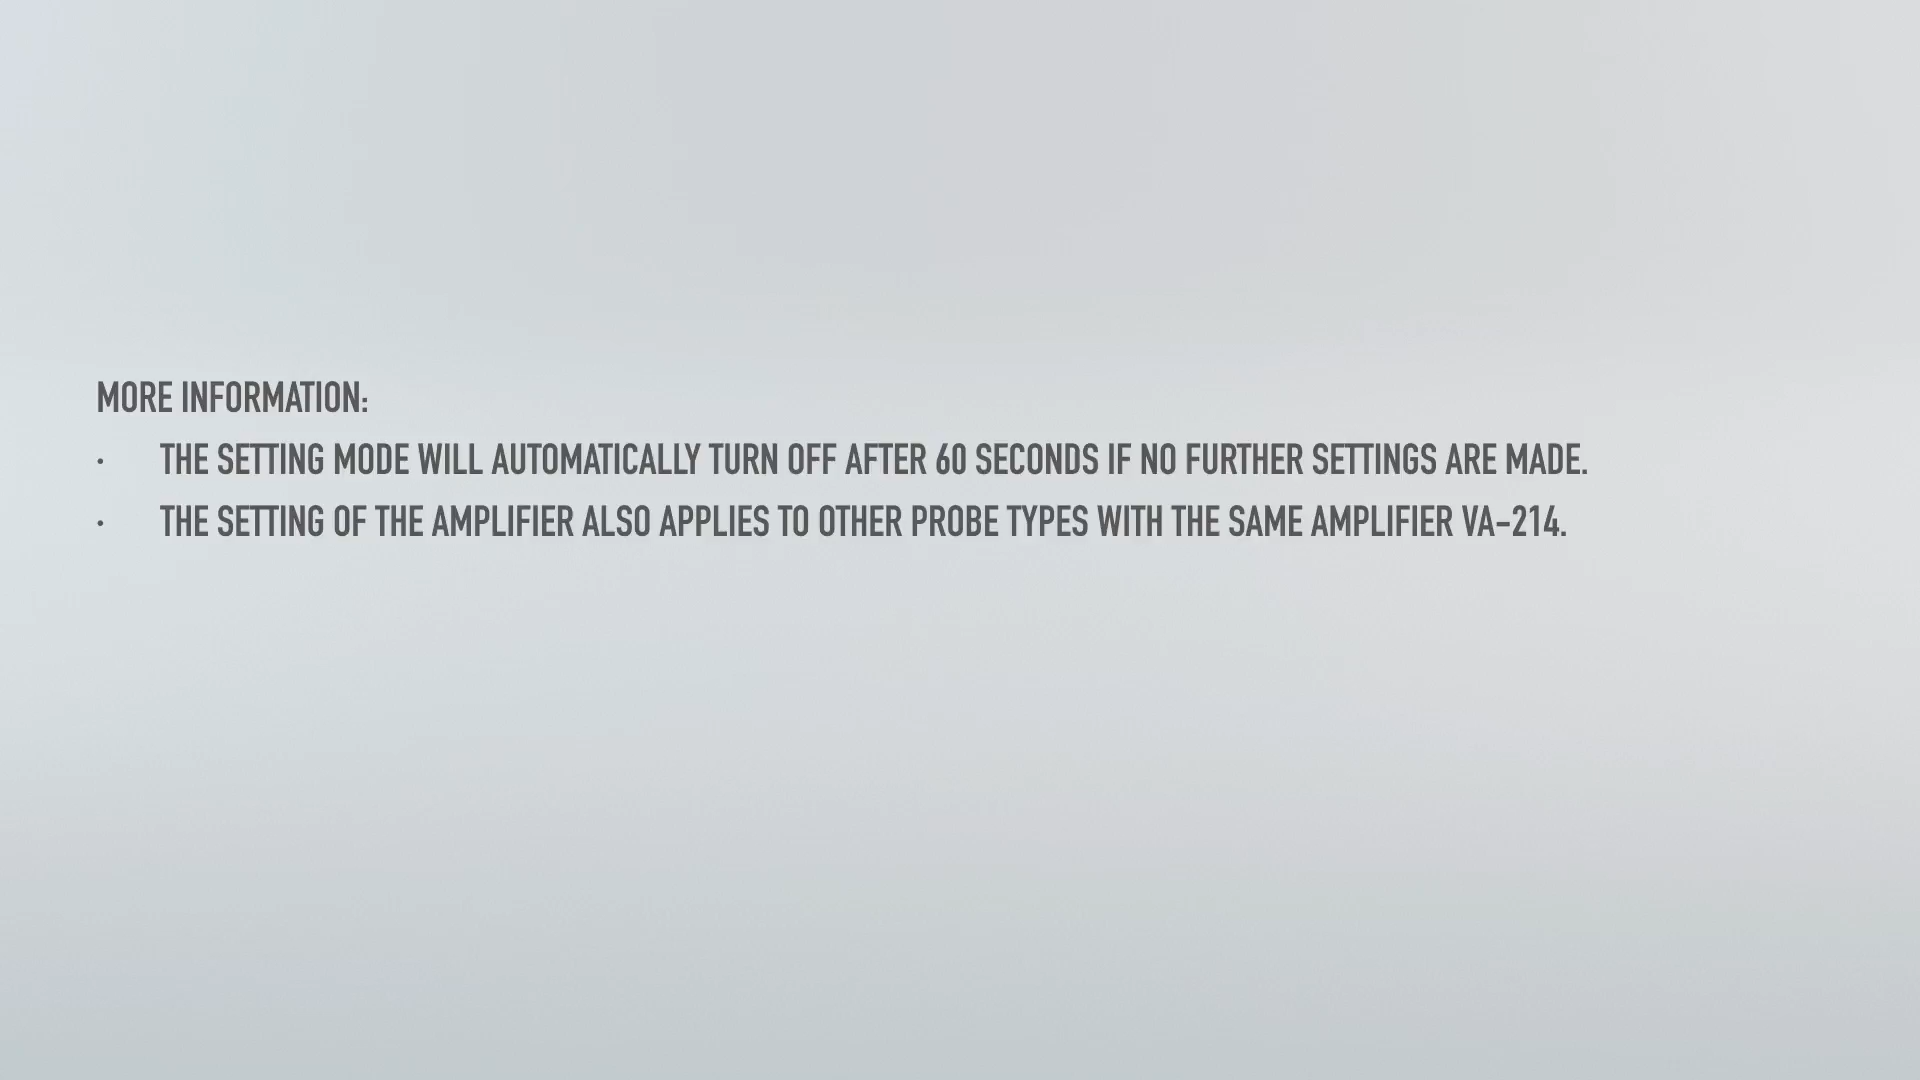 MORE INFORMATION:
· THE SETTING MODE WILL AUTOMATICALLY TURN OFF AFTER 60 SECONDS IF NO FURTHER SETTINGS ARE MADE.
· THE SETTING OF THE AMPLIFIER ALSO APPLIES TO OTHER PROBE TYPES WITH THE SAME AMPLIFIER VA-214.